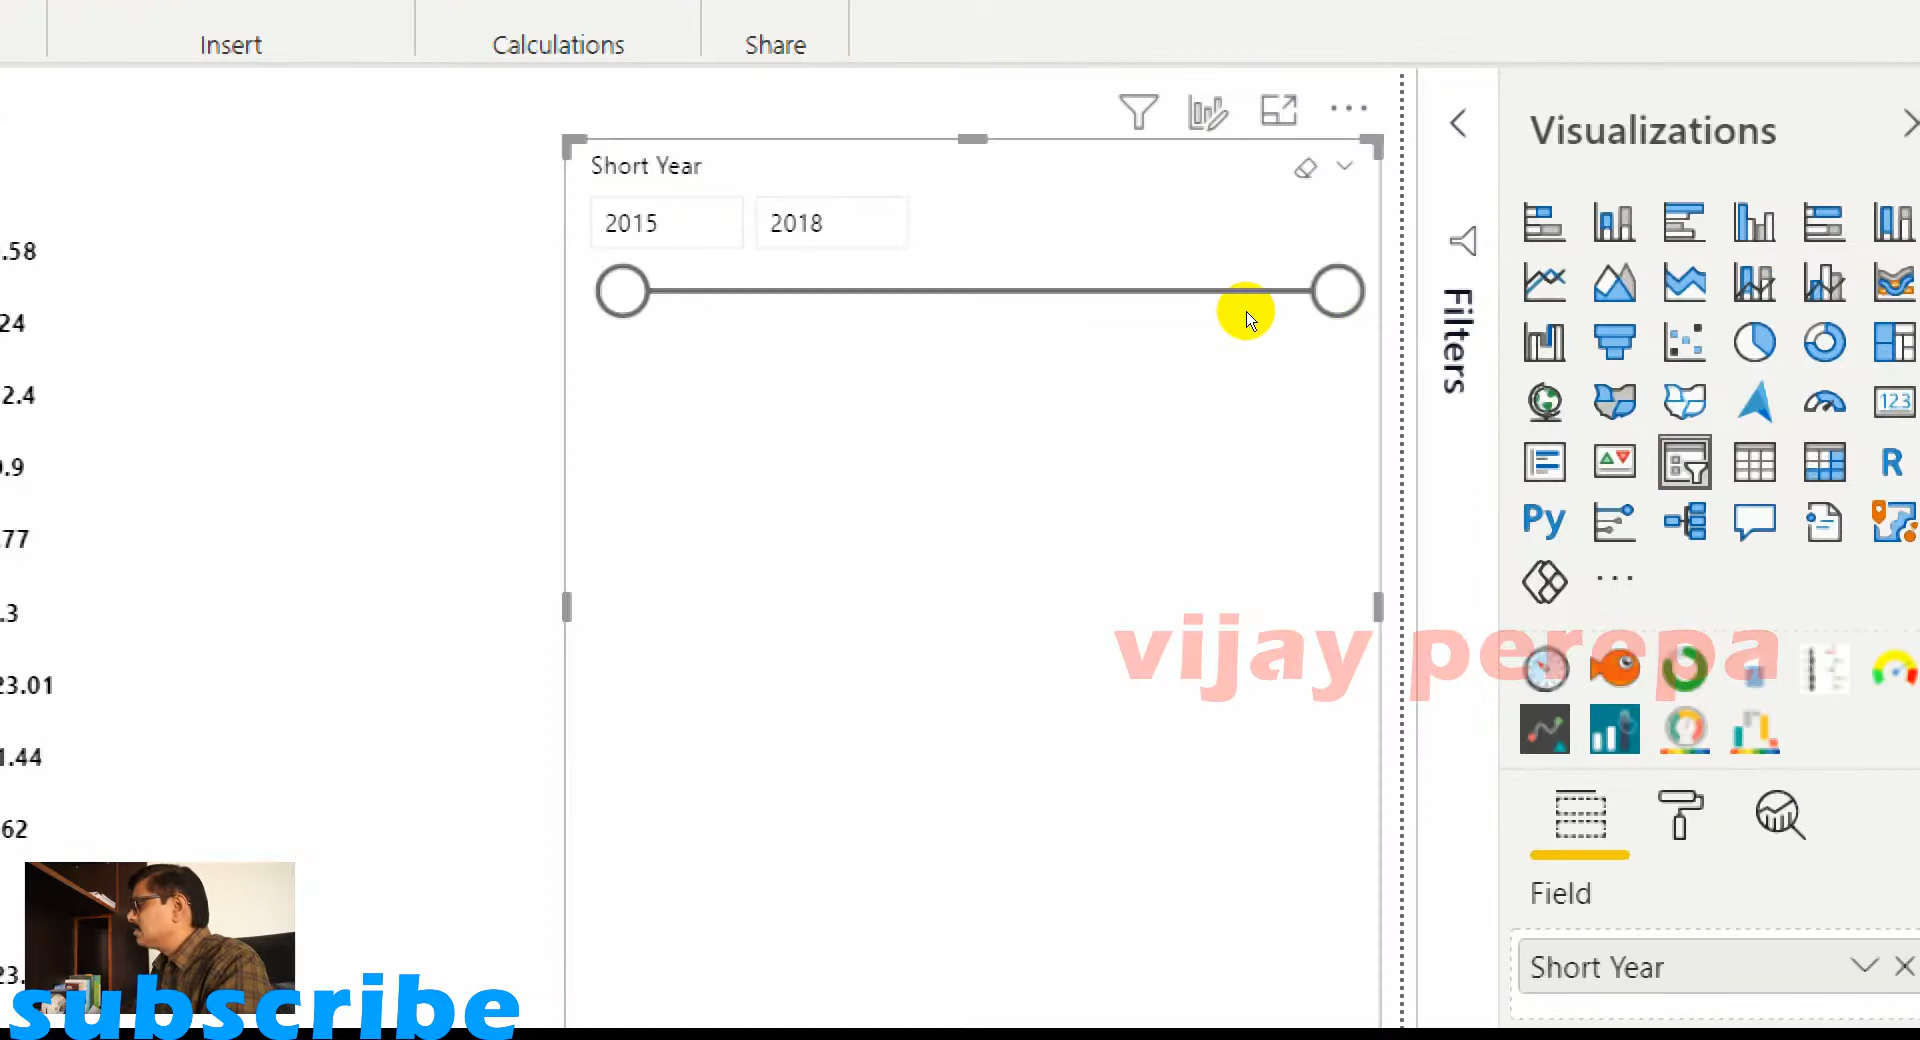 Insert
Calculations
Share
Visualizations
Short Year
2015
2018
.58
24
2.4
.9
.77
.3
23.01
1.44
62
23.
Filters
123
R
Py
vijay perepa
Field
Short Year
subscribe